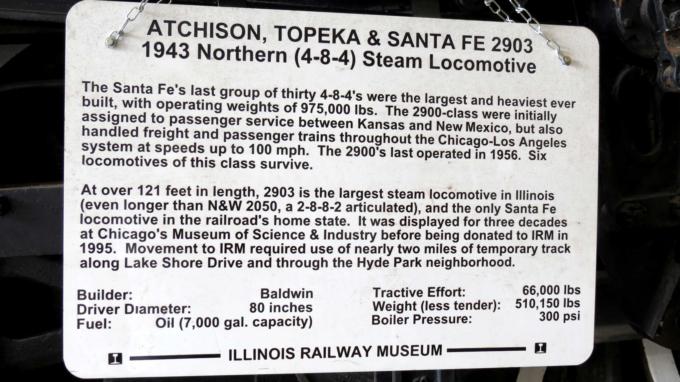 ATCHISON, TOPEKA & SANTA FE 2903
1943 Northern (4-8-4) Steam Locomotive
The Santa Fe's last group of thirty 4-8-4's were the largest and heaviest ever
built, with operating weights of 975,000 lbs. The 2900-class were initially
assigned to passenger service between Kansas and New Mexico, but also
handled freight and passenger trains throughout the Chicago-Los Angeles
system at speeds up to 100 mph. The 2900's last operated in 1956. Six
locomotives of this class survive.
At over 121 feet in length, 2903 is the largest steam locomotive in Illinois
(even longer than N&W 2050, a 2-8-8-2 articulated), and the only Santa Fe
locomotive in the railroad's home state. It was displayed for three decades
at Chicago's Museum of Science & Industry before being donated to IRM in
1995. Movement to IRM required use of nearly two miles of temporary track
along Lake Shore Drive and through the Hyde Park neighborhood.
Builder: Baldwin
Driver Diameter: 80 inches
Fuel: Oil (7,000 gal. capacity)
Tractive Effort: 66,000 lbs
Weight (less tender): 510,150 lbs
Boiler Pressure: 300 psi
ILLINOIS RAILWAY MUSEUM